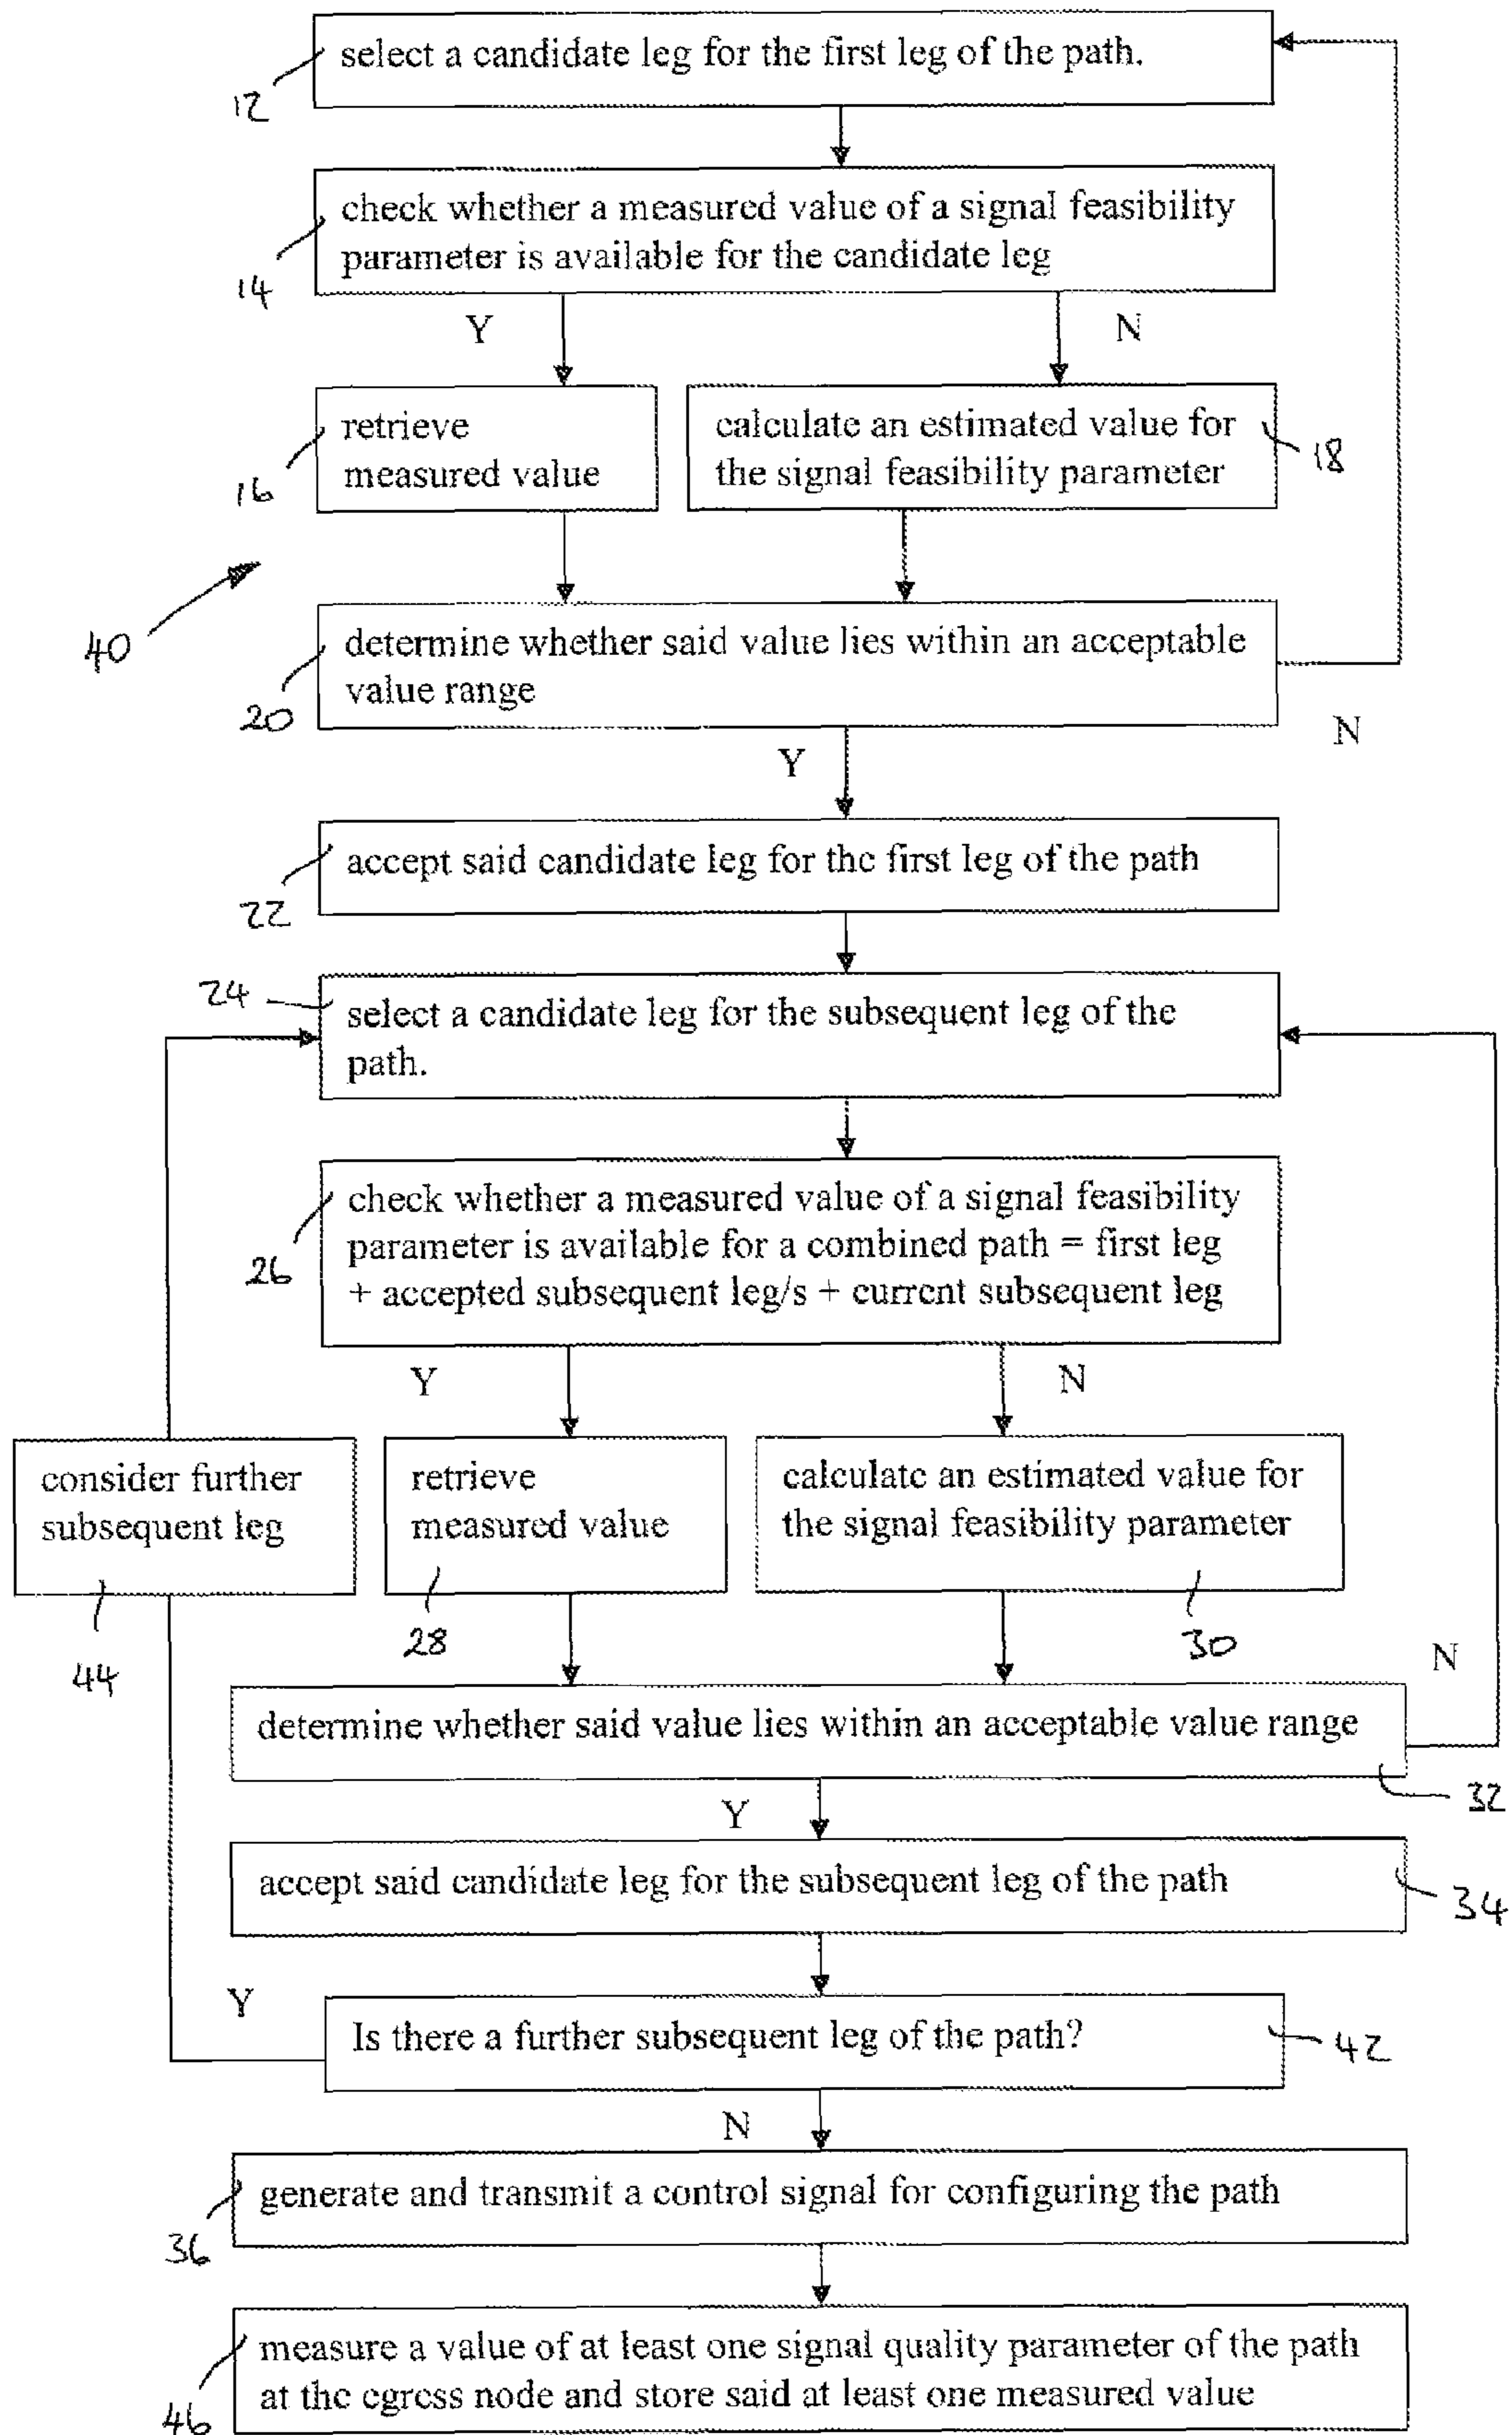 select a candidate leg for the first leg of the path.
12
check whether a measured value of a signal feasibility
parameter is available for the candidate leg
14
Y
N
retrieve
measured value
16
calculate an estimated value for
the signal feasibility parameter
18
40
determine whether said value lies within an acceptable
value range
20
N
Y
accept said candidate leg for the first leg of the path
22
24
select a candidate leg for the subsequent leg of the
path.
check whether a measured value of a signal feasibility
parameter is available for a combined path = first leg
+ accepted subsequent leg/s + current subsequent leg
26
Y
N
consider further
subsequent leg
44
retrieve
measured value
28
calculate an estimated value for
the signal feasibility parameter
30
N
determine whether said value lies within an acceptable value range
32
Y
accept said candidate leg for the subsequent leg of the path
34
Y
Is there a further subsequent leg of the path?
42
N
generate and transmit a control signal for configuring the path
36
measure a value of at least one signal quality parameter of the path
at the egress node and store said at least one measured value
46